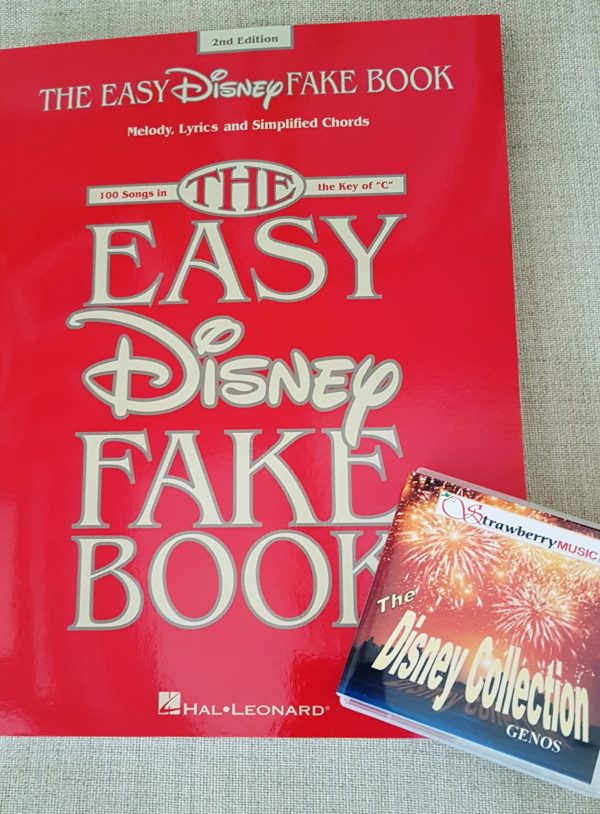 2nd Edition
THE EASY Disney FAKE BOOK
Melody, Lyrics and Simplified Chords
100 Songs in THE the Key of "C"
EASY
Disney
FAKE
BOOK
HAL•LEONARD®
StrawberryMUSIC.
The
Disney Collection
GENOS